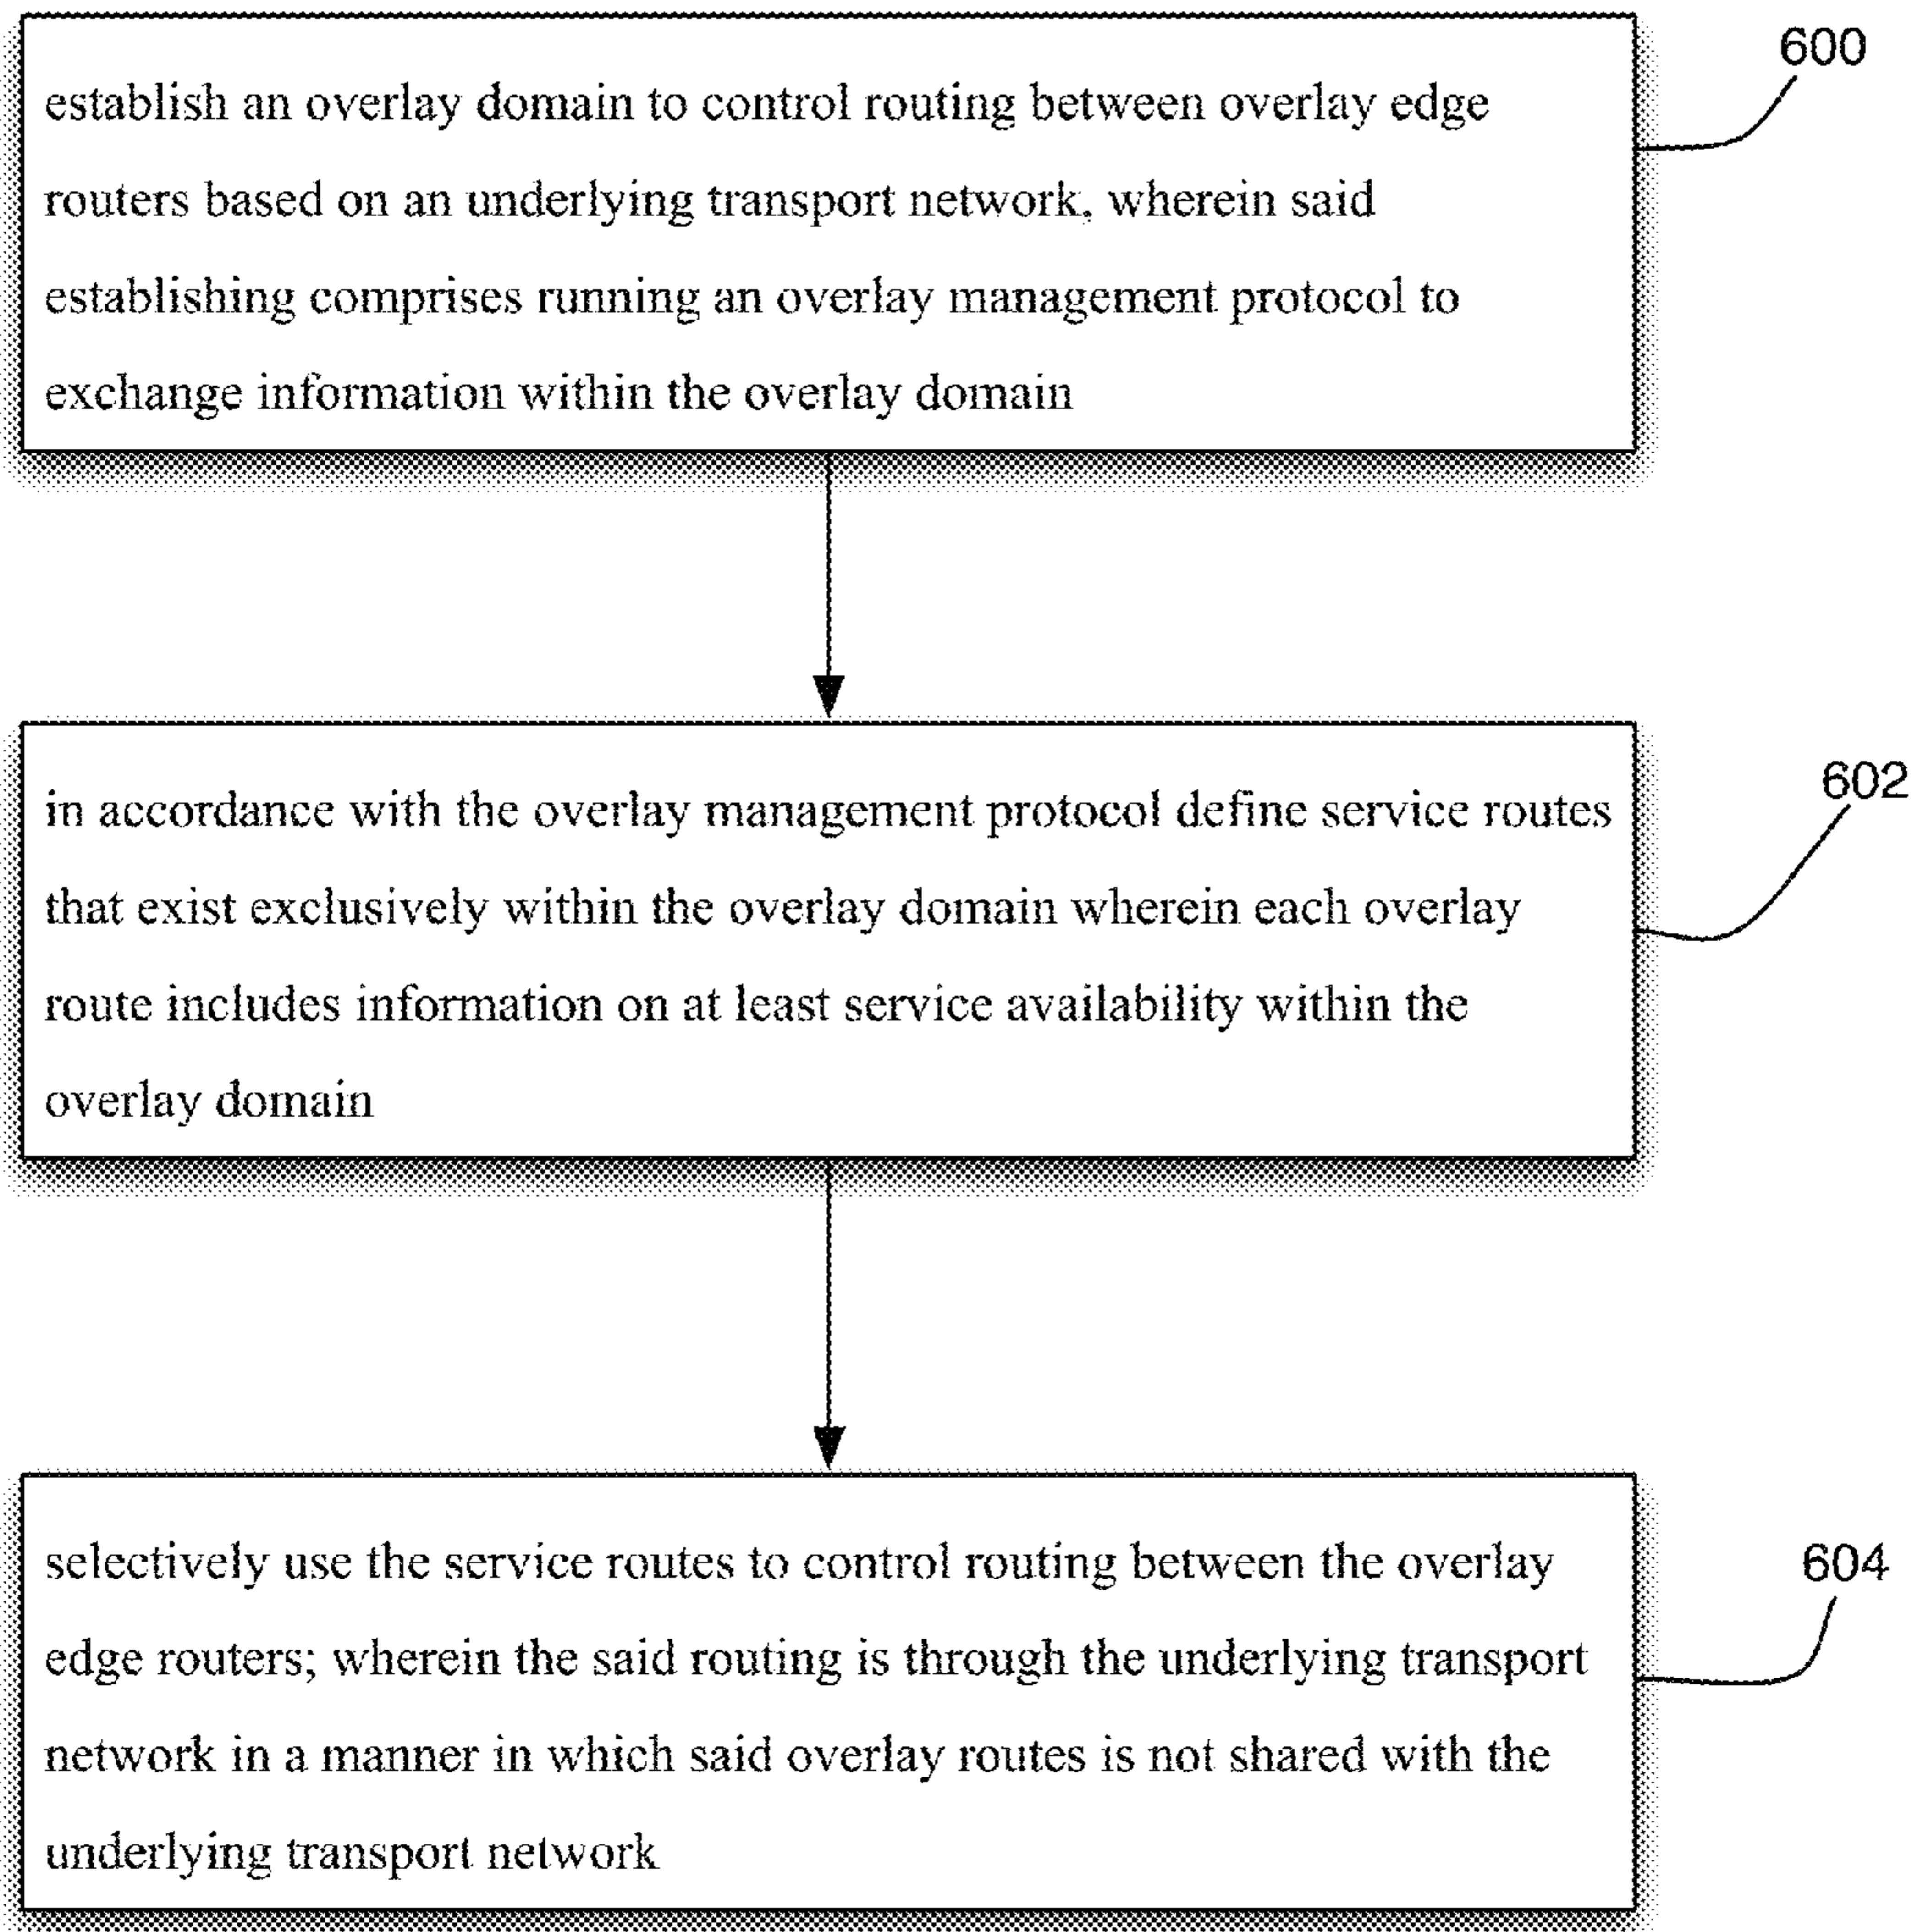 600
establish an overlay domain to control routing between overlay edge
routers based on an underlying transport network, wherein said
establishing comprises running an overlay management protocol to
exchange information within the overlay domain
602
in accordance with the overlay management protocol define service routes
that exist exclusively within the overlay domain wherein each overlay
route includes information on at least service availability within the
overlay domain
604
selectively use the service routes to control routing between the overlay
edge routers; wherein the said routing is through the underlying transport
network in a manner in which said overlay routes is not shared with the
underlying transport network